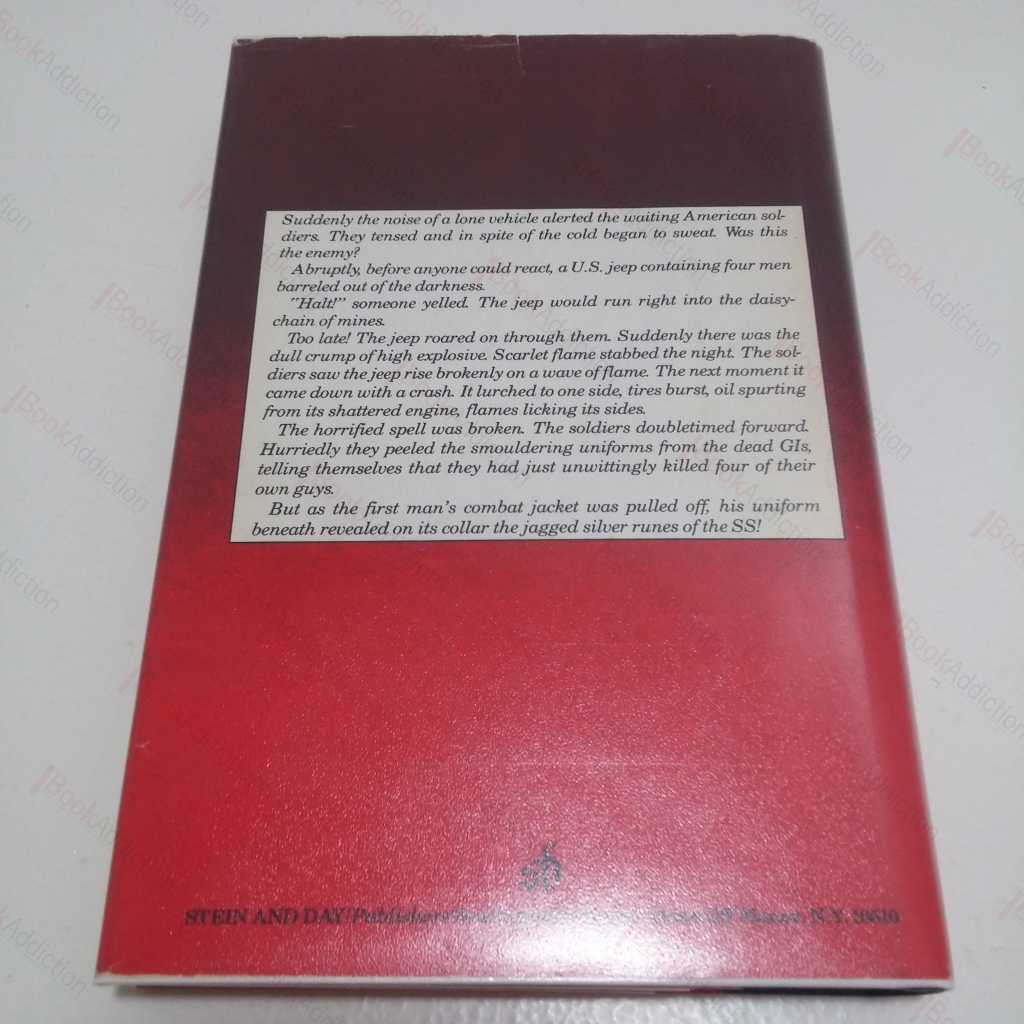 Suddenly the noise of a lone vehicle alerted the waiting American sol-
diers. They tensed and in spite of the cold began to sweat. Was this
the enemy?
Abruptly, before anyone could react, a U.S. jeep containing four men
barreled out of the darkness.
"Halt!" someone yelled. The jeep would run right into the daisy-
chain of mines.
Too late! The jeep roared on through them. Suddenly there was the
dull crump of high explosive. Scarlet flame stabbed the night. The sol-
diers saw the jeep rise brokenly on a wave of flame. The next moment it
came down with a crash. It lurched to one side, tires burst, oil spurting
from its shattered engine, flames licking its sides.
The horrified spell was broken. The soldiers doubletimed forward.
Hurriedly they peeled the smouldering uniforms from the dead GIs,
telling themselves that they had just unwittingly killed four of their
own guys.
But as the first man's combat jacket was pulled off, his uniform
beneath revealed on its collar the jagged silver runes of the SS!
STEIN AND DAY Publishers Manor, N.Y. 10510
BookAddiction